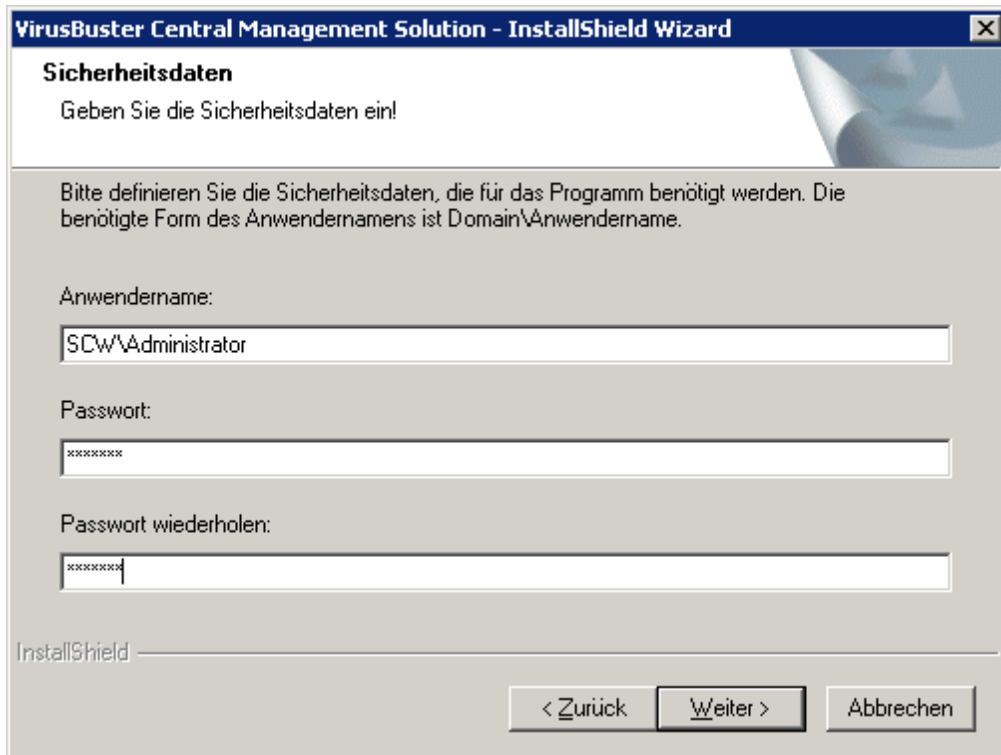 VirusBuster Central Management Solution - InstallShield Wizard
Sicherheitsdaten
Geben Sie die Sicherheitsdaten ein!
Bitte definieren Sie die Sicherheitsdaten, die für das Programm benötigt werden. Die
benötigte Form des Anwendernamens ist Domain\Anwendername.
Anwendername:
SCW\Administrator
Passwort:
*******
Passwort wiederholen:
*******
InstallShield
< Zurück Weiter > Abbrechen